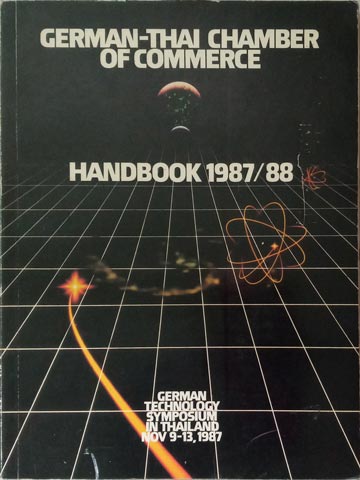 GERMAN-THAI CHAMBER
OF COMMERCE
HANDBOOK 1987/88
GERMAN
TECHNOLOGY
SYMPOSIUM
IN THAILAND
NOV 9-13, 1987